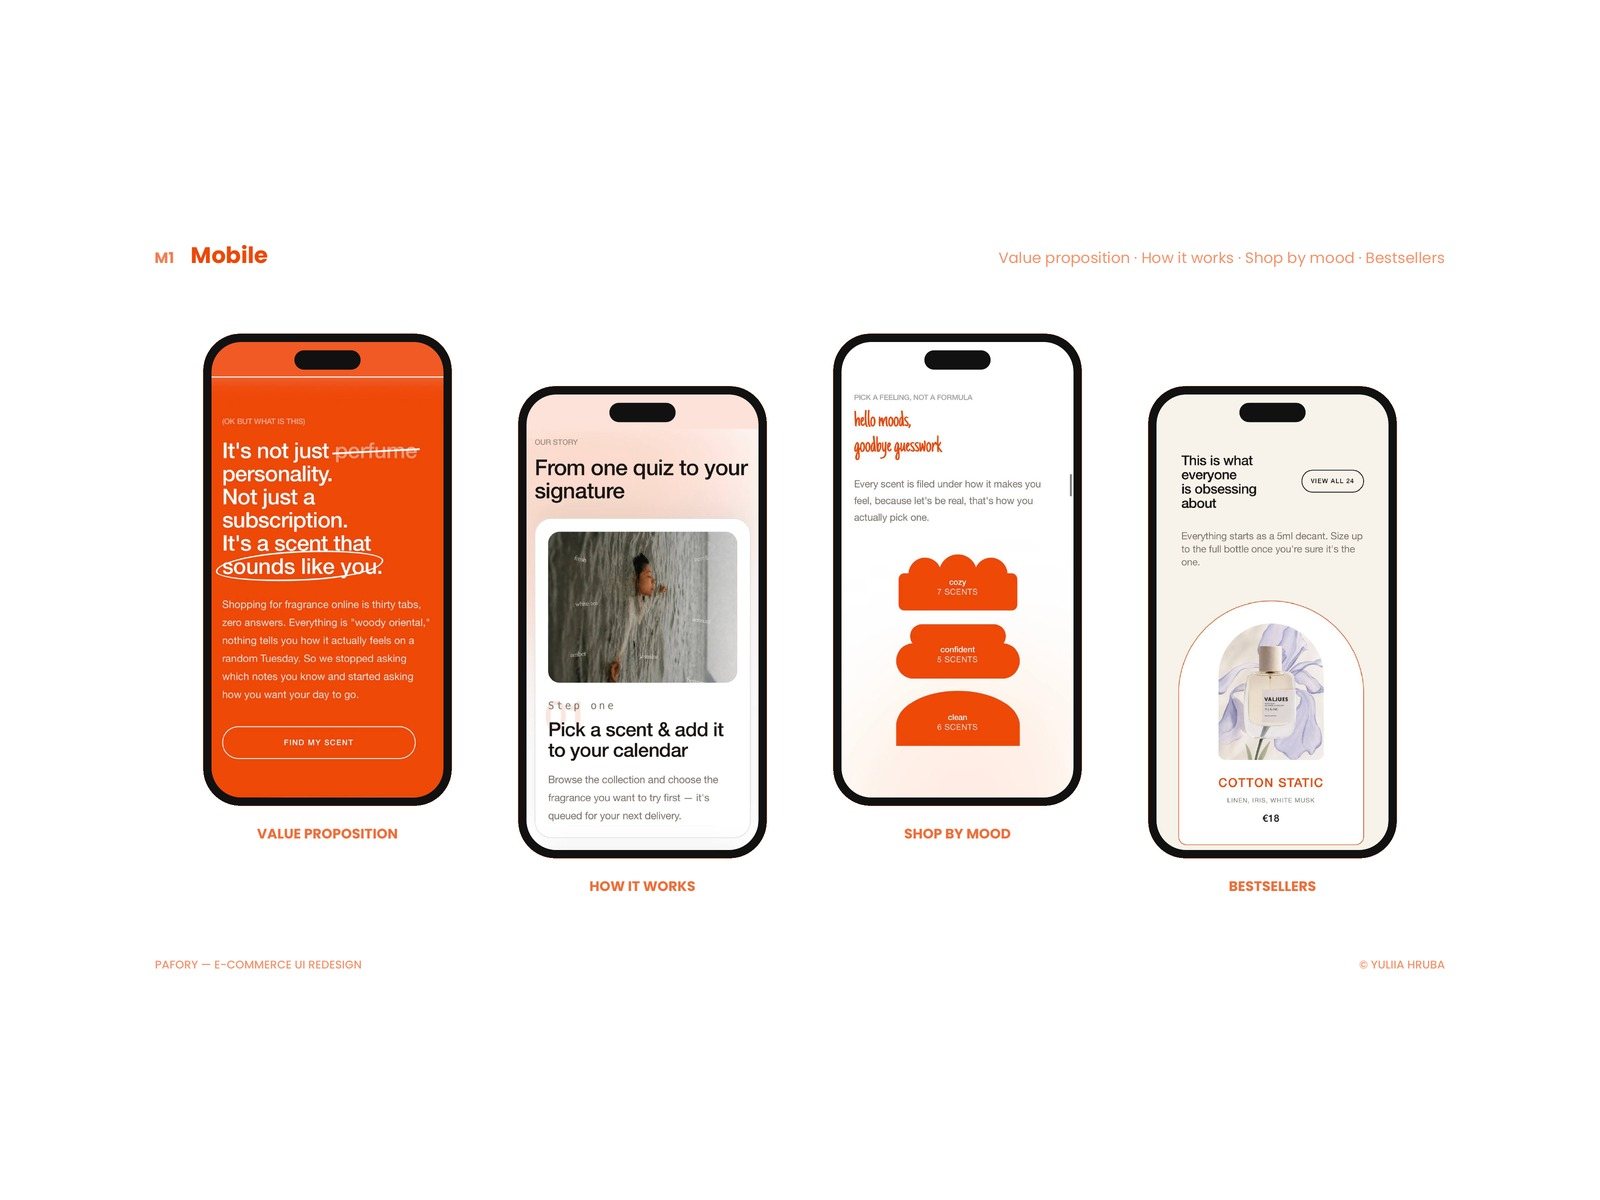 M1 Mobile
Value proposition · How it works · Shop by mood · Bestsellers
(OK BUT WHAT IS THIS)
It's not just perfume
personality.
Not just a
subscription.
It's a scent that
sounds like you.
Shopping for fragrance online is thirty tabs,
zero answers. Everything is "woody oriental,"
nothing tells you how it actually feels on a
random Tuesday. So we stopped asking
which notes you know and started asking
how you want your day to go.
FIND MY SCENT
VALUE PROPOSITION
OUR STORY
From one quiz to your
signature
fresh
amber
Step one
Pick a scent & add it
to your calendar
Browse the collection and choose the
fragrance you want to try first — it's
queued for your next delivery.
HOW IT WORKS
PICK A FEELING, NOT A FORMULA
hello moods,
goodbye guesswork
Every scent is filed under how it makes you
feel, because let's be real, that's how you
actually pick one.
cozy
7 SCENTS
confident
5 SCENTS
clean
6 SCENTS
SHOP BY MOOD
This is what
everyone
is obsessing
about
VIEW ALL 24
Everything starts as a 5ml decant. Size up
to the full bottle once you're sure it's the
one.
VALJUES
COTTON STATIC
LINEN, IRIS, WHITE MUSK
€18
BESTSELLERS
PAFORY — E-COMMERCE UI REDESIGN
© YULIIA HRUBA